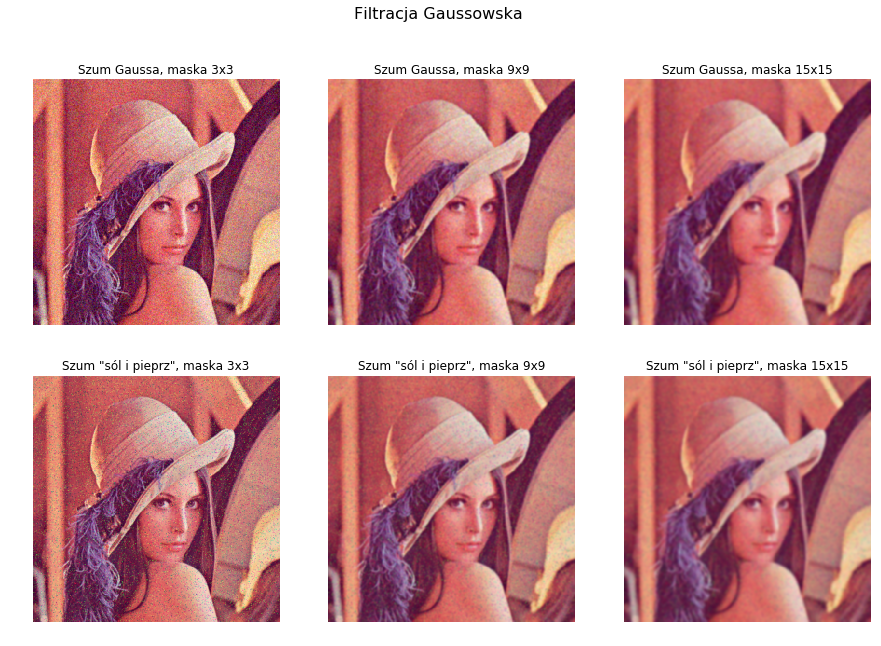 Filtracja Gaussowska
Szum Gaussa, maska 3x3
Szum Gaussa, maska 9x9
Szum Gaussa, maska 15x15
Szum "sól i pieprz", maska 3x3
Szum "sól i pieprz", maska 9x9
Szum "sól i pieprz", maska 15x15